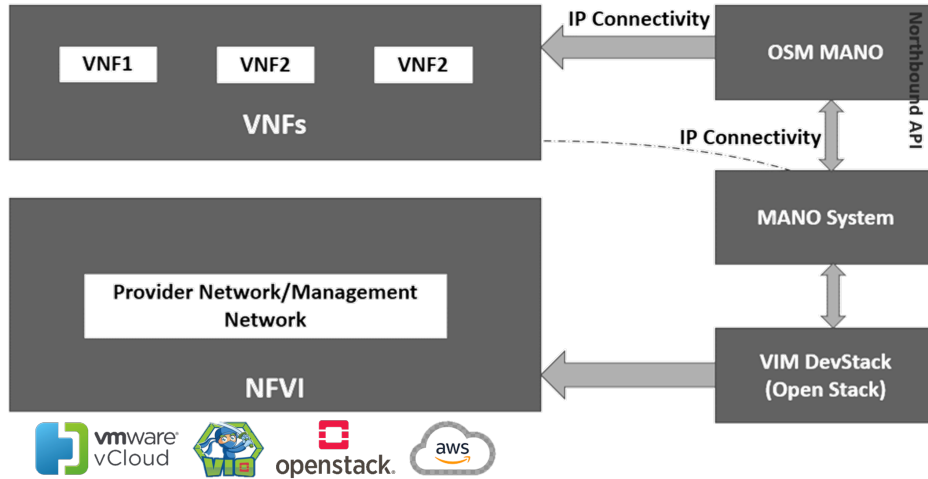 IP Connectivity
VNF1
VNF2
VNF2
VNFs
OSM MANO
Northbound API
IP Connectivity
MANO System
Provider Network/Management
Network
NFVI
VIM DevStack
(Open Stack)
vmware®
vCloud
VIO
openstack.
aws